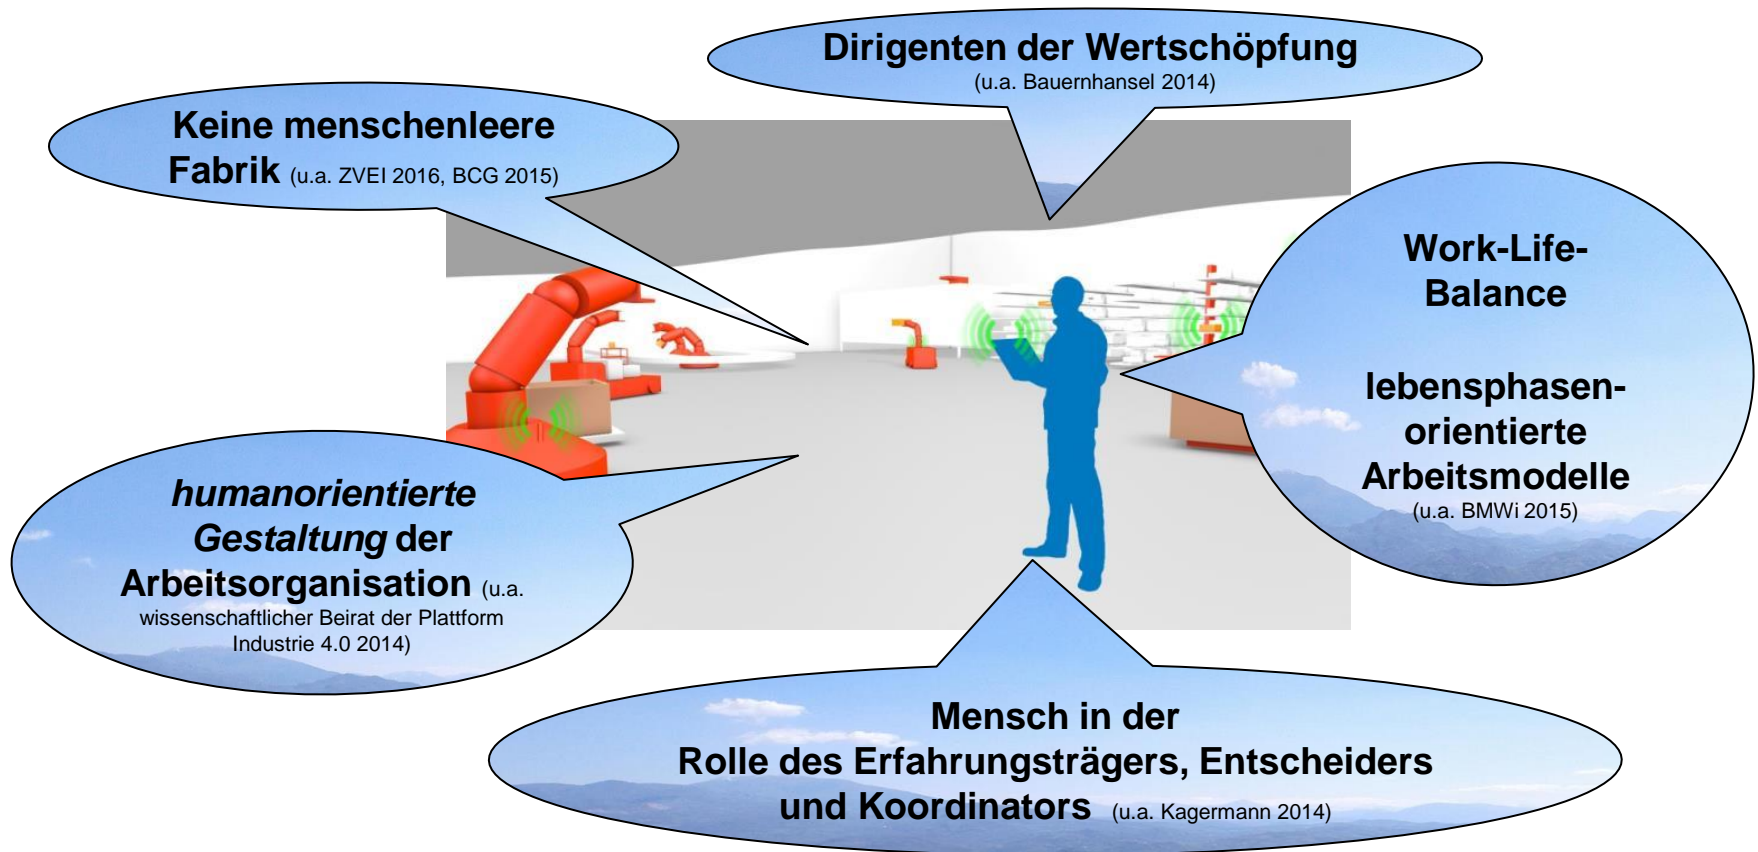 Dirigenten der Wertschöpfung
(u.a. Bauernhansel 2014)
Keine menschenleere
Fabrik (u.a. ZVEI 2016, BCG 2015)
Work-Life-
Balance
lebensphasen-
orientierte
Arbeitsmodelle
(u.a. BMWi 2015)
humanorientierte
Gestaltung der
Arbeitsorganisation (u.a.
wissenschaftlicher Beirat der Plattform
Industrie 4.0 2014)
Mensch in der
Rolle des Erfahrungsträgers, Entscheiders
und Koordinators (u.a. Kagermann 2014)